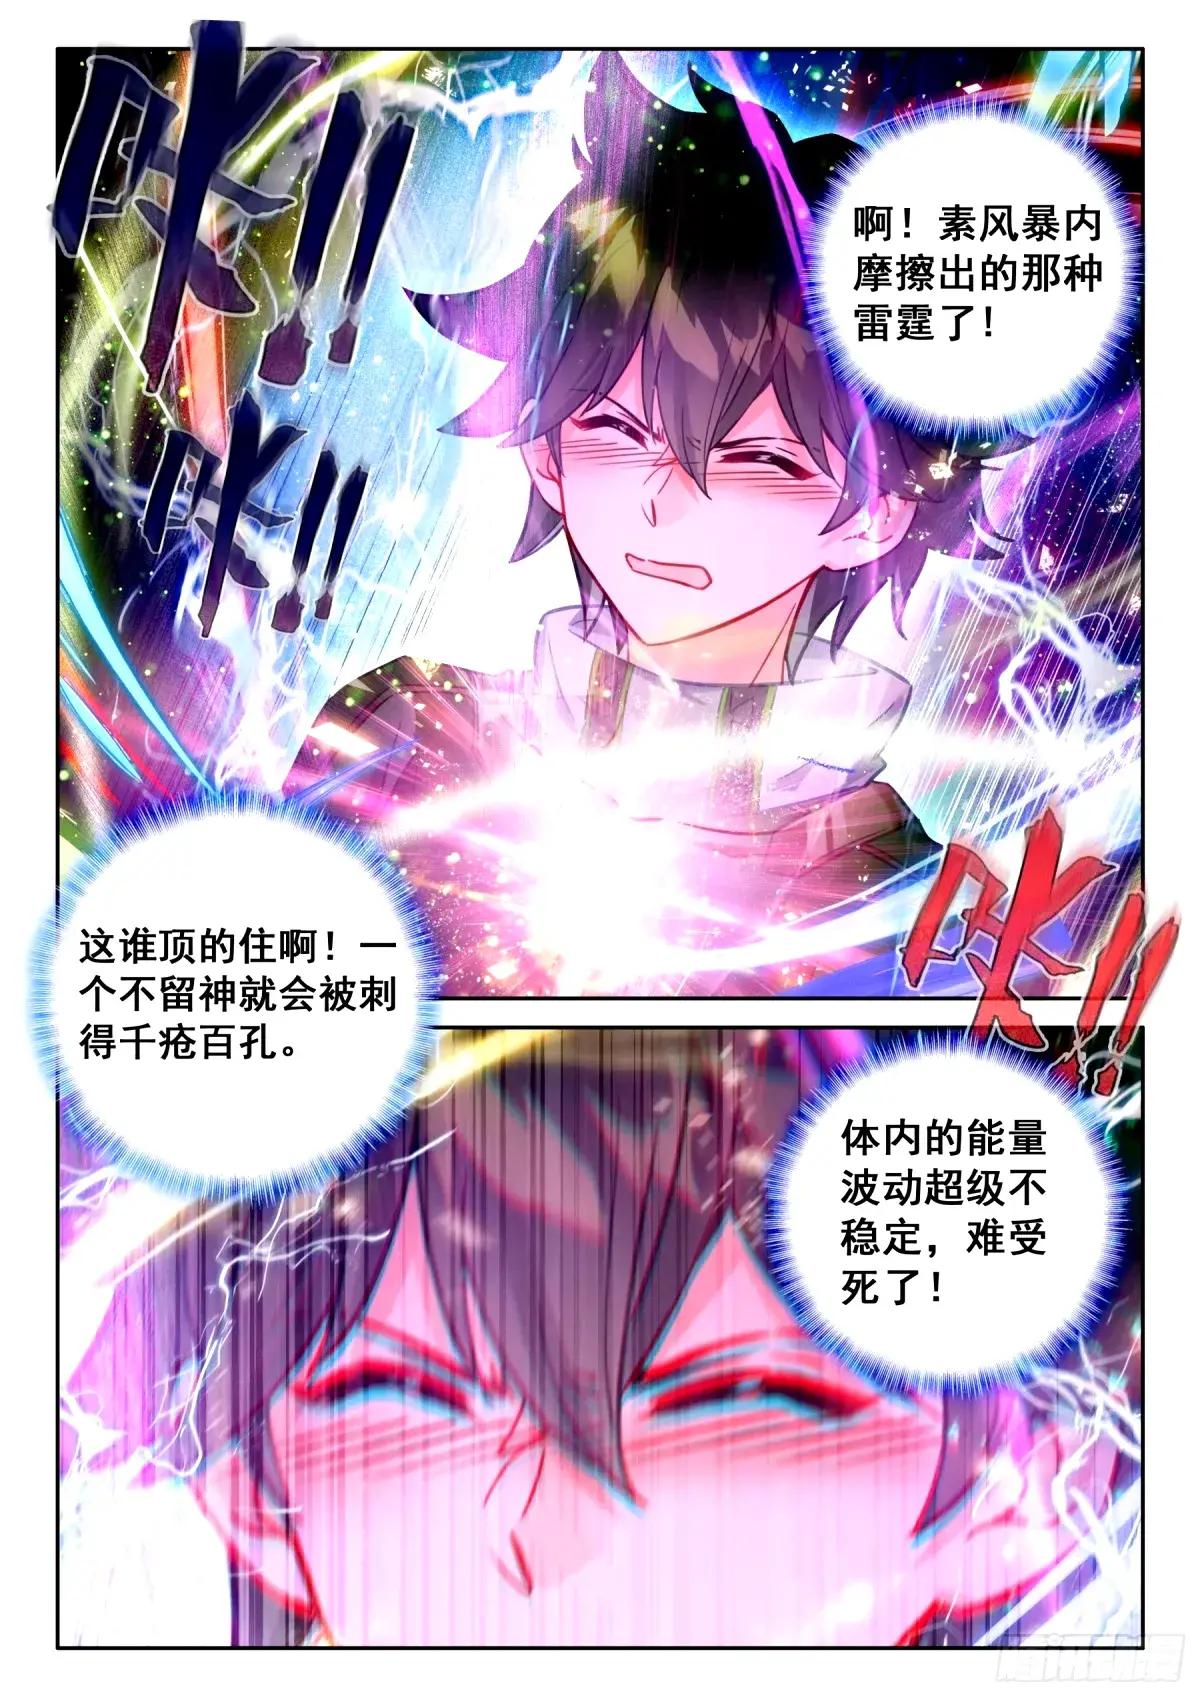 咔
咔!!
咔
咔!!
啊！素风暴内
摩擦出的那种
雷霆了!
咔!!
这谁顶的住啊！一
个不留神就会被刺
得千疮百孔。
体内的能量
波动超级不
稳定，难受
死了!